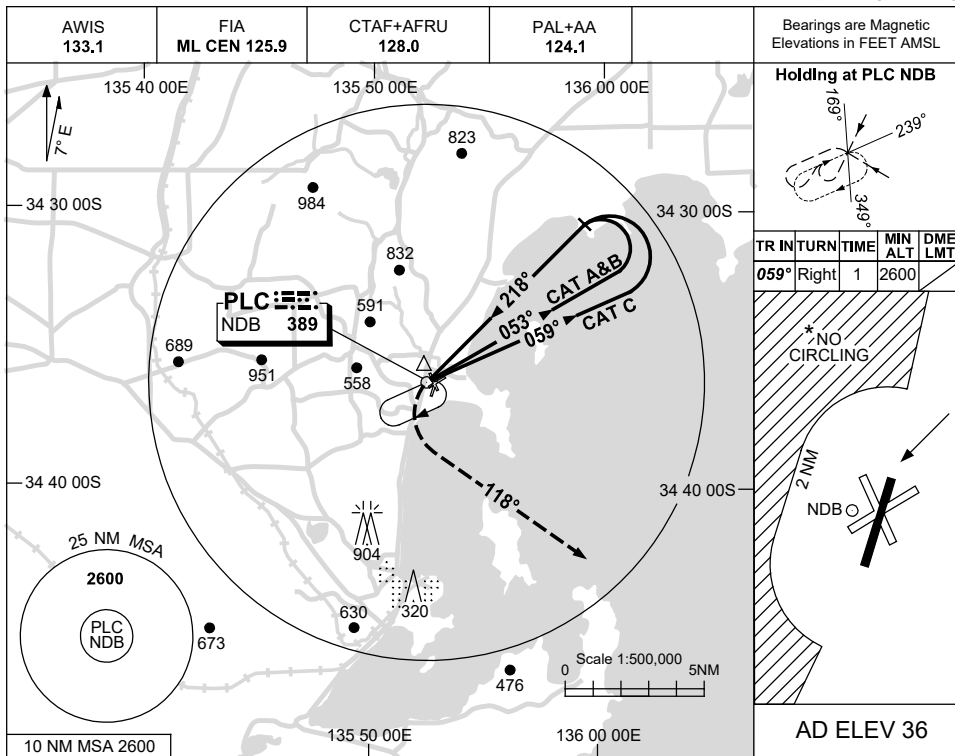 AWIS
133.1
FIA
ML CEN 125.9
CTAF+AFRU
128.0
PAL+AA
124.1
Bearings are Magnetic
Elevations in FEET AMSL
135 40 00E
135 50 00E
136 00 00E
7° E
823
984
34 30 00S
34 30 00S
832
218°
053° CAT A&B
059° CAT C
PLC
NDB 389
591
689
951
558
118°
34 40 00S
34 40 00S
25 NM MSA
2600
PLC
NDB
904
320
630
673
476
Scale 1:500,000
0 5NM
10 NM MSA 2600
135 50 00E
136 00 00E
Holding at PLC NDB
169°
239°
349°
TR IN TURN TIME MIN ALT DME LMT
059° Right 1 2600
*NO
CIRCLING
2 NM
NDB
AD ELEV 36